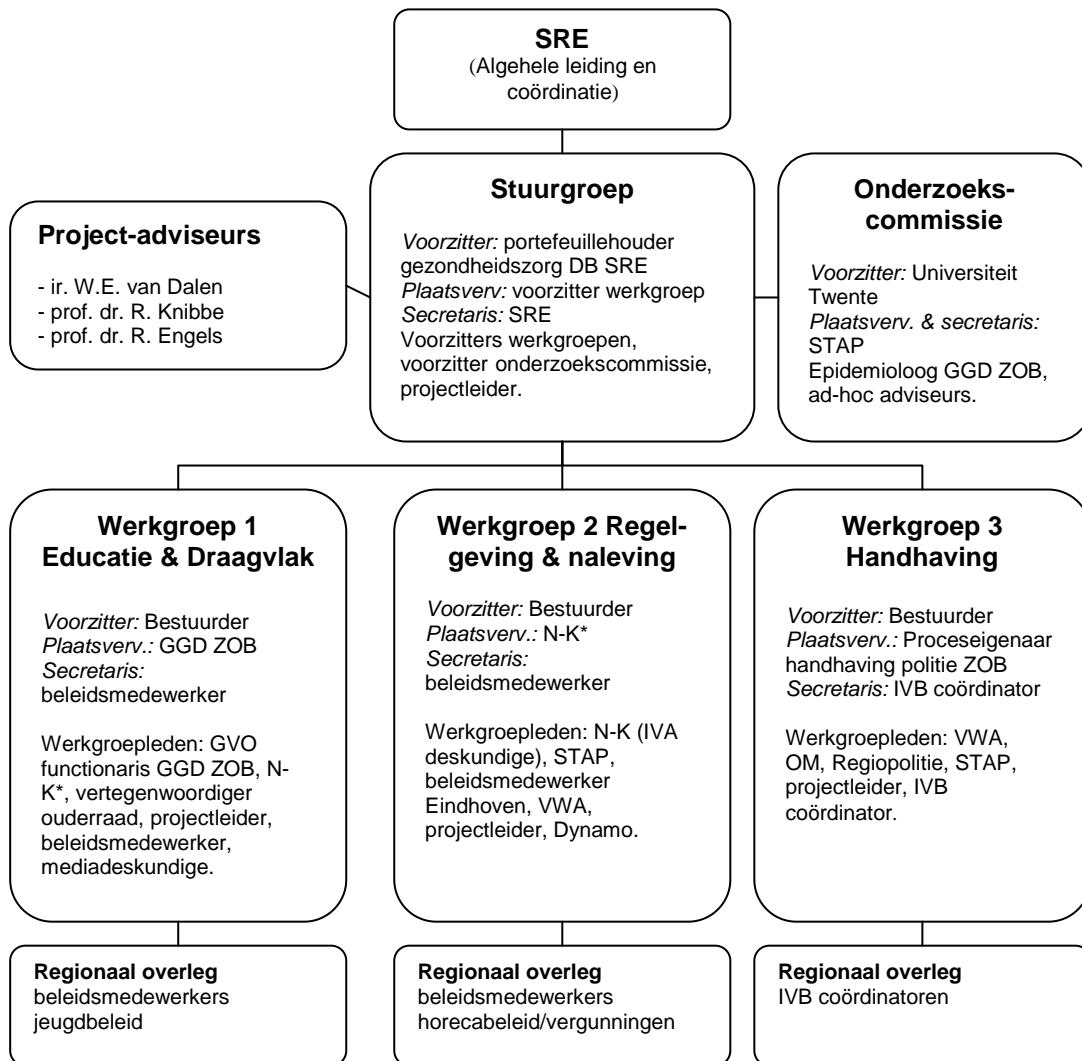 SRE
(Algehele leiding en
coördinatie)
Project-adviseurs
- ir. W.E. van Dalen
- prof. dr. R. Knibbe
- prof. dr. R. Engels
Stuurgroep
Voorzitter: portefeuillehouder
gezondheidszorg DB SRE
Plaatsverv: voorzitter werkgroep
Secretaris: SRE
Voorzitters werkgroepen,
voorzitter onderzoekscommissie,
projectleider.
Onderzoeks-
commissie
Voorzitter: Universiteit
Twente
Plaatsverv. & secretaris:
STAP
Epidemioloog GGD ZOB,
ad-hoc adviseurs.
Werkgroep 1
Educatie & Draagvlak
Voorzitter: Bestuurder
Plaatsverv.: GGD ZOB
Secretaris:
beleidsmedewerker
Werkgroepleden: GVO
functionaris GGD ZOB, N-
K*, vertegenwoordiger
ouderraad, projectleider,
beleidsmedewerker,
mediadeskundige.
Werkgroep 2 Regel-
geving & naleving
Voorzitter: Bestuurder
Plaatsverv.: N-K*
Secretaris:
beleidsmedewerker
Werkgroepleden: N-K (IVA
deskundige), STAP,
beleidsmedewerker
Eindhoven, VWA,
projectleider, Dynamo.
Werkgroep 3
Handhaving
Voorzitter: Bestuurder
Plaatsverv.: Proceseigenaar
handhaving politie ZOB
Secretaris: IVB coördinator
Werkgroepleden: VWA,
OM, Regiopolitie, STAP,
projectleider, IVB
coördinator.
Regionaal overleg
beleidsmedewerkers
jeugdbeleid
Regionaal overleg
beleidsmedewerkers
horecabeleid/vergunningen
Regionaal overleg
IVB coördinatoren